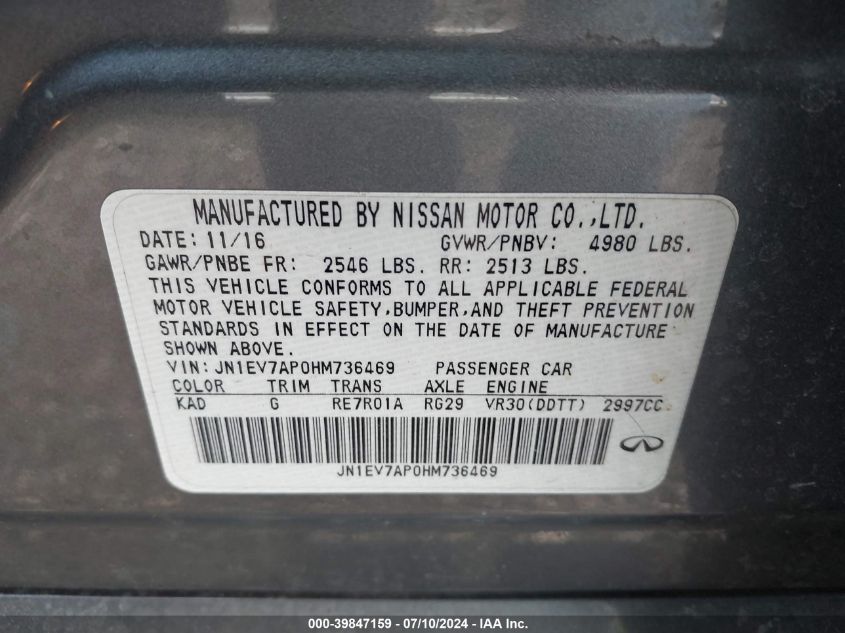 MANUFACTURED BY NISSAN MOTOR CO.,LTD.
DATE: 11/16 GVWR/PNBV: 4980 LBS.
GAWR/PNBE FR: 2546 LBS. RR: 2513 LBS.
THIS VEHICLE CONFORMS TO ALL APPLICABLE FEDERAL
MOTOR VEHICLE SAFETY,BUMPER,AND THEFT PREVENTION
STANDARDS IN EFFECT ON THE DATE OF MANUFACTURE
SHOWN ABOVE.
VIN: JN1EV7AP0HM736469 PASSENGER CAR
COLOR TRIM TRANS AXLE ENGINE
KAD G RE7R01A RG29 VR30(DDTT) 2997CC
JN1EV7AP0HM736469
000-39847159 - 07/10/2024 - IAA Inc.